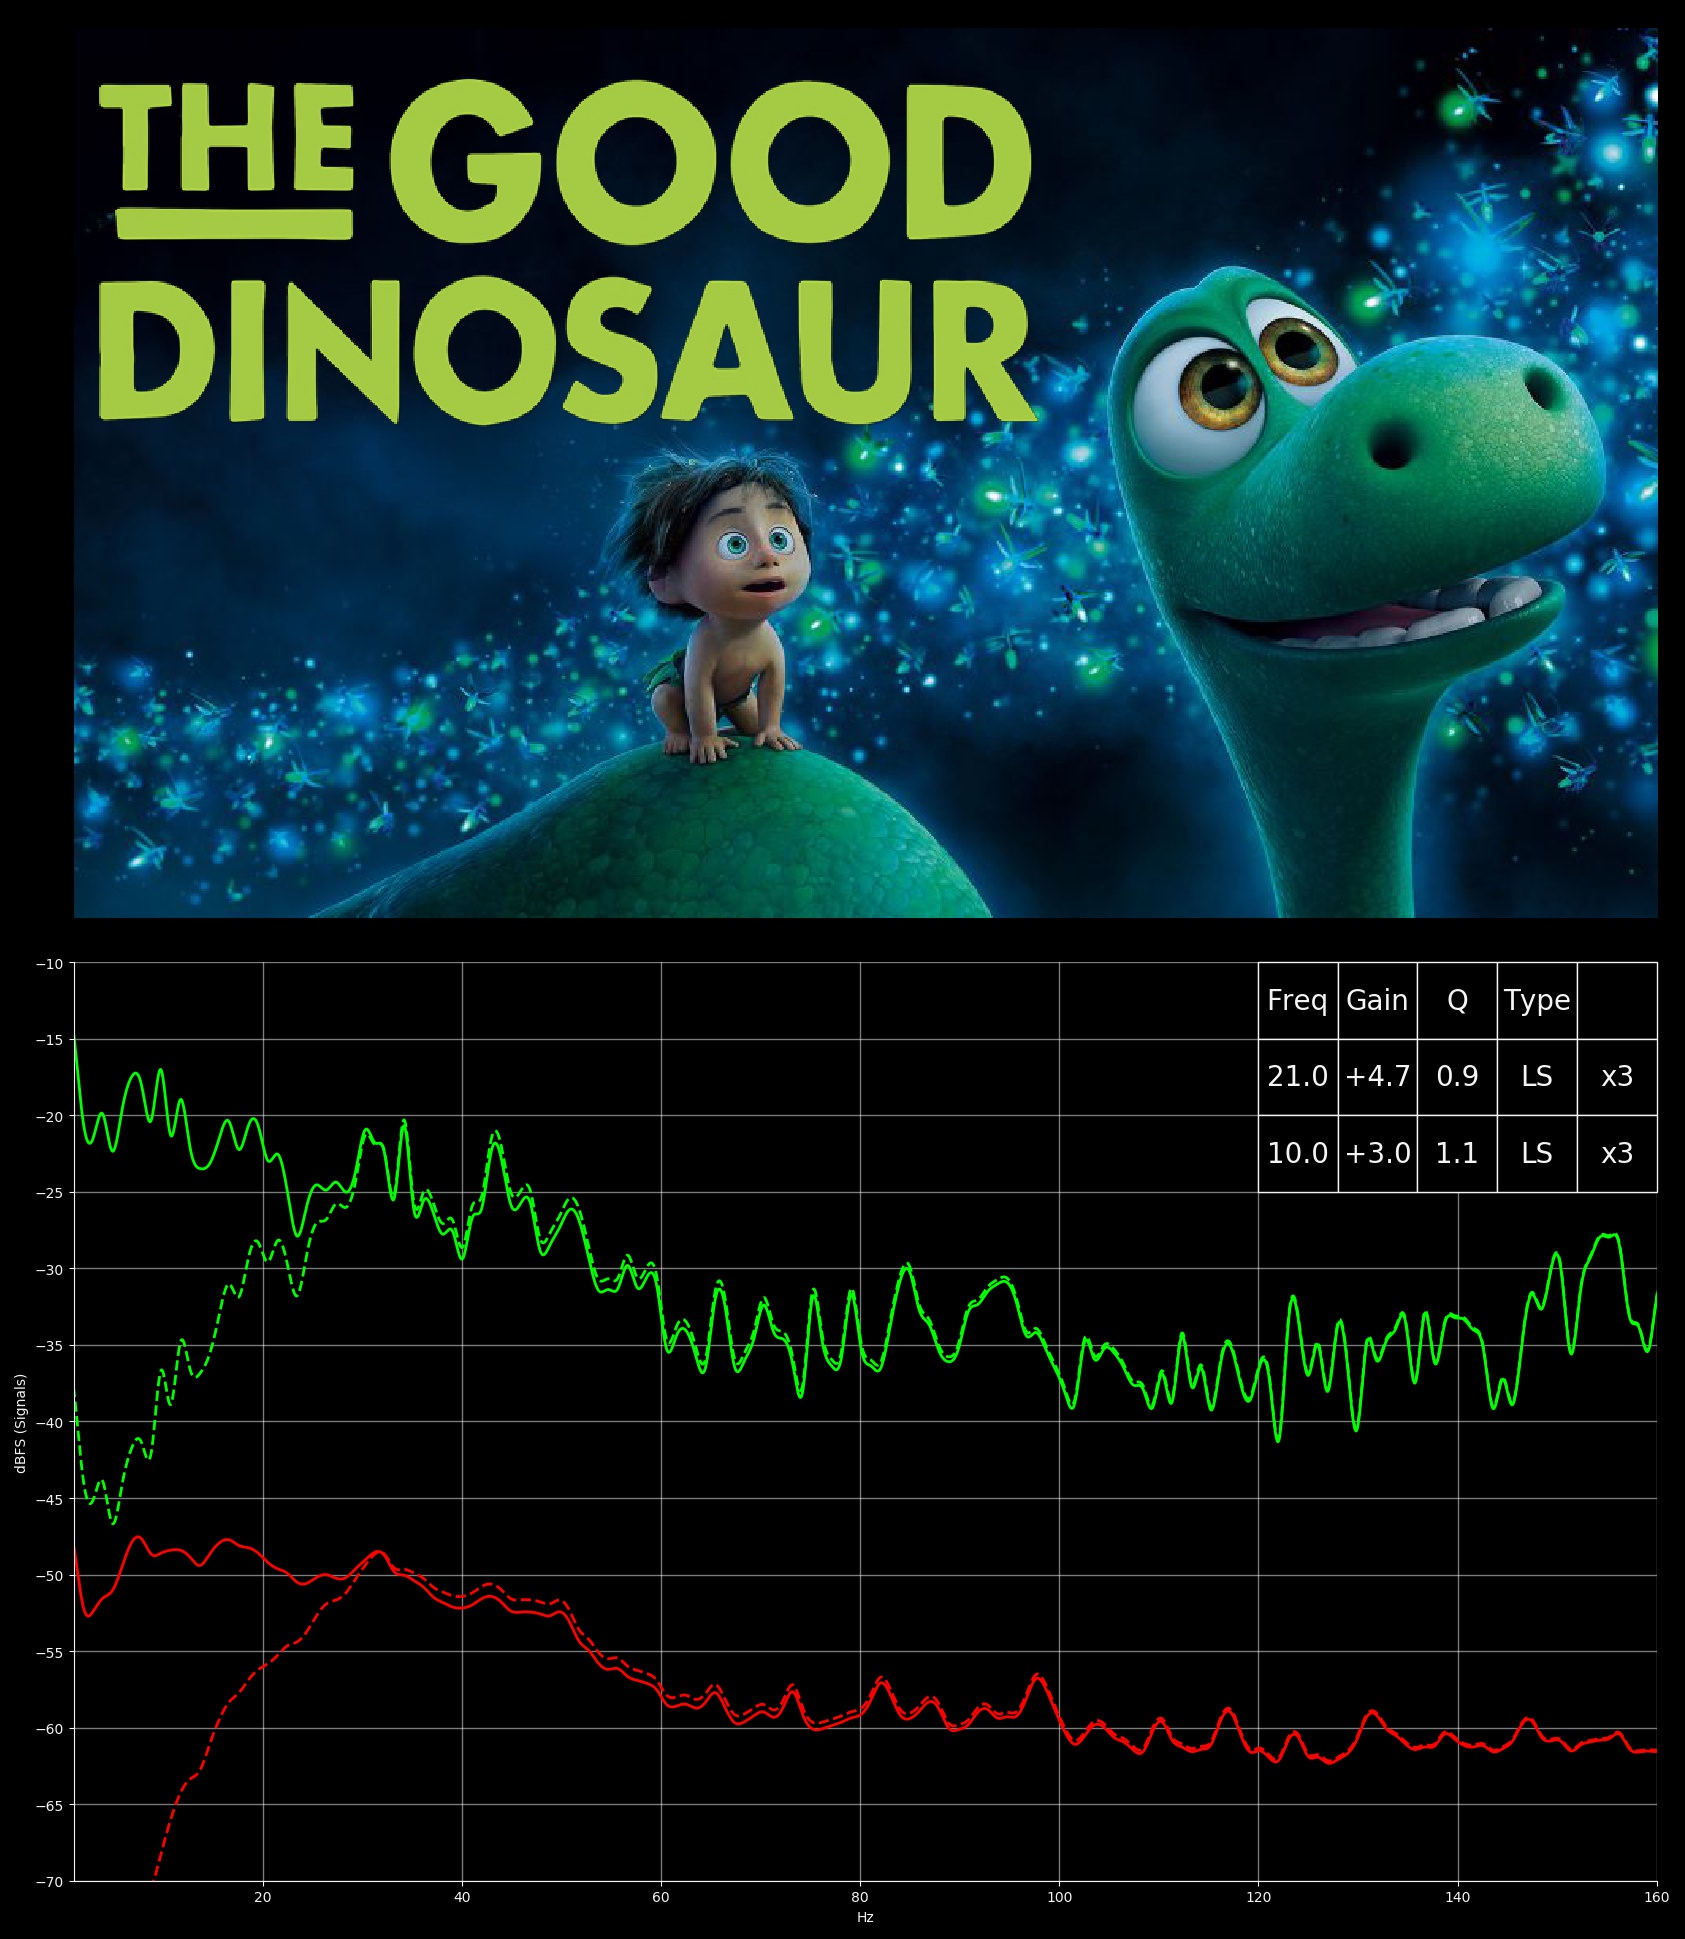 THE GOOD
DINOSAUR
Freq Gain Q Type
21.0 +4.7 0.9 LS x3
10.0 +3.0 1.1 LS x3
−10
−15
−20
−25
−30
−35
−40
−45
−50
−55
−60
−65
−70
dBFS (Signals)
20 40 60 80 100 120 140 160
Hz